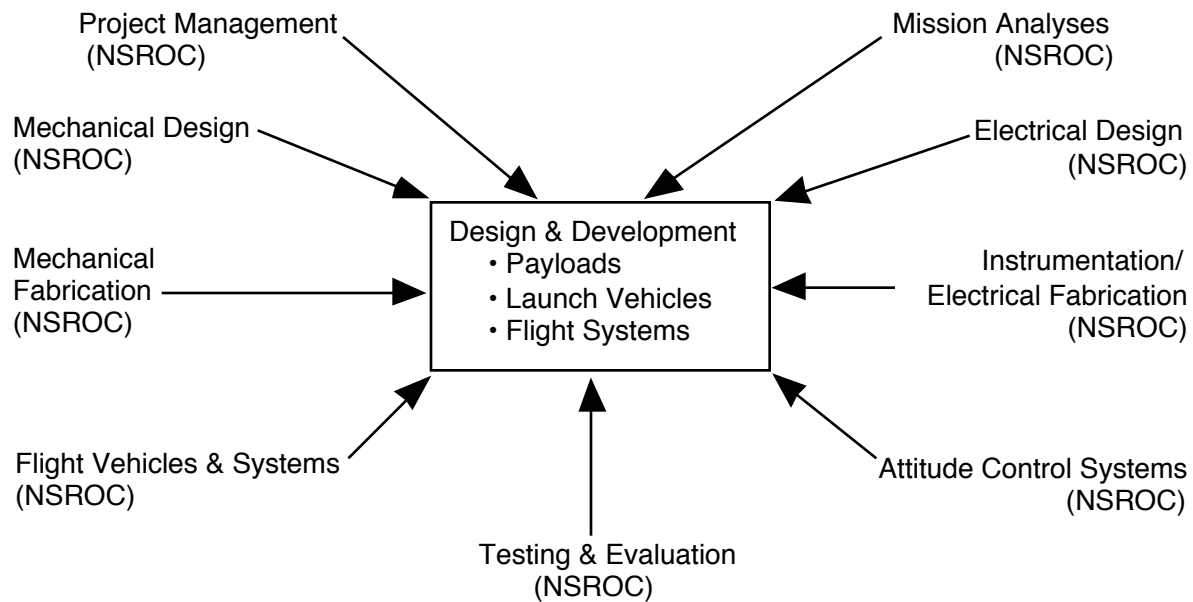 Project Management
(NSROC)
Mission Analyses
(NSROC)
Mechanical Design
(NSROC)
Electrical Design
(NSROC)
Design & Development
• Payloads
• Launch Vehicles
• Flight Systems
Mechanical
Fabrication
(NSROC)
Instrumentation/
Electrical Fabrication
(NSROC)
Flight Vehicles & Systems
(NSROC)
Attitude Control Systems
(NSROC)
Testing & Evaluation
(NSROC)